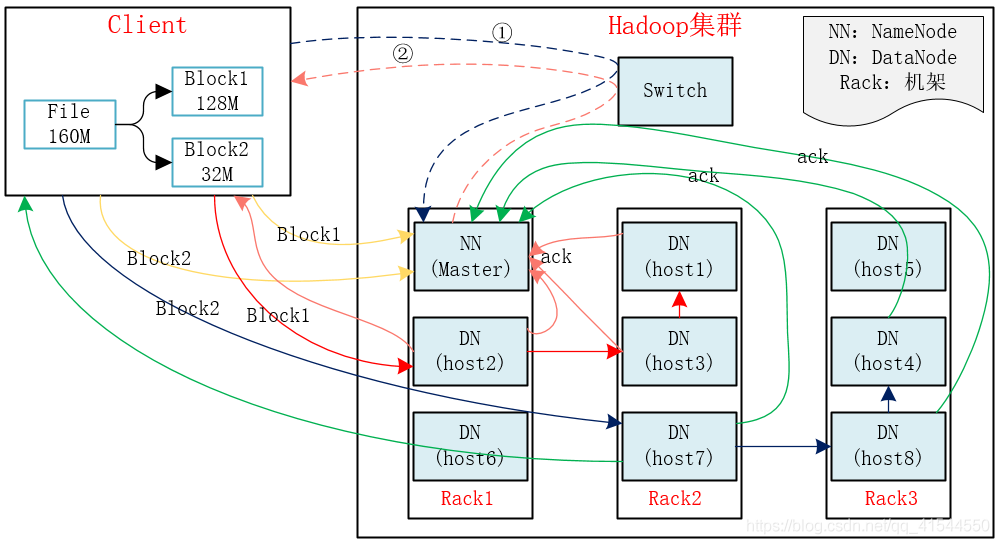 Client
File
160M
Block1
128M
Block2
32M
①
②
Hadoop集群
Switch
NN：NameNode
DN：DataNode
Rack：机架
ack
ack
ack
Block1
Block2
Block2
Block1
NN
(Master)
DN
(host2)
DN
(host6)
Rack1
DN
(host1)
DN
(host3)
DN
(host7)
Rack2
DN
(host5)
DN
(host4)
DN
(host8)
Rack3
https://blog.csdn.net/qq_41544550